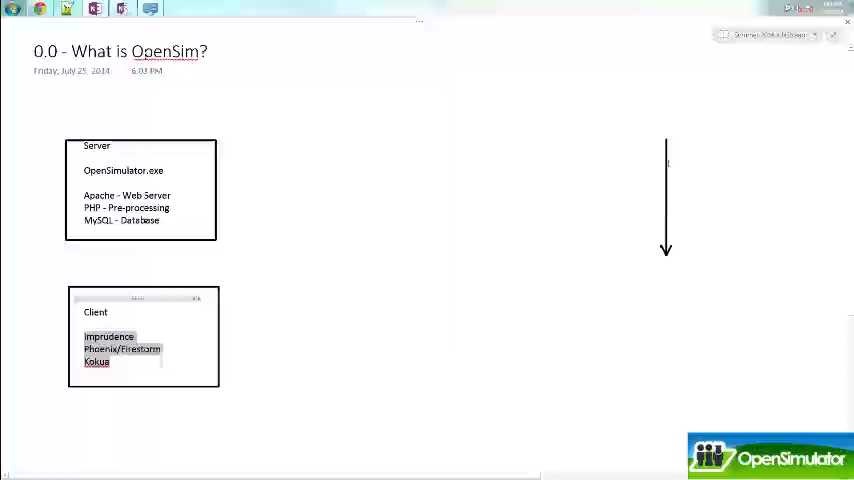 0.0 - What is OpenSim?
Friday, July 25, 2014 6:03 PM
Server
OpenSimulator.exe
Apache - Web Server
PHP - Pre-processing
MySQL - Database
Client
Imprudence
Phoenix/Firestorm
Kokua
OpenSimulator